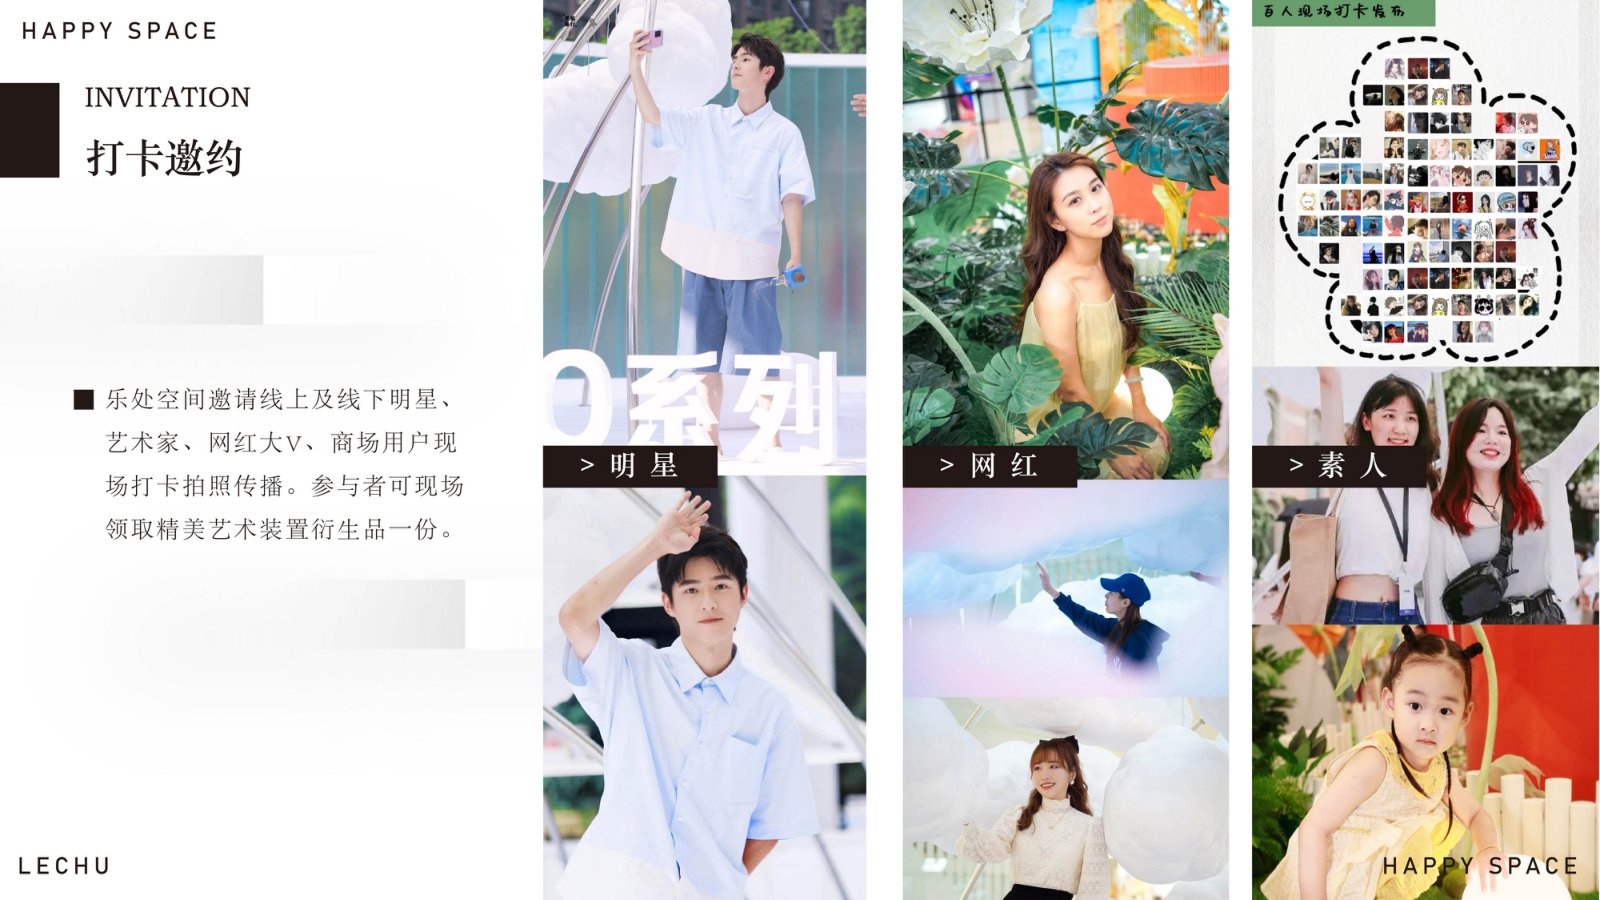 HAPPY SPACE
INVITATION
打卡邀约
乐处空间邀请线上及线下明星、
艺术家、网红大V、商场用户现
场打卡拍照传播。参与者可现场
领取精美艺术装置衍生品一份。
LECHU
0系列
> 明星
> 网红
百人现场打卡发布
> 素人
HAPPY SPACE